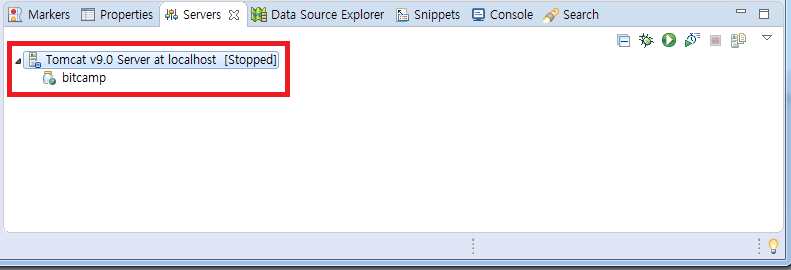 Markers Properties Servers Data Source Explorer Snippets Console Search
Tomcat v9.0 Server at localhost [Stopped]
bitcamp